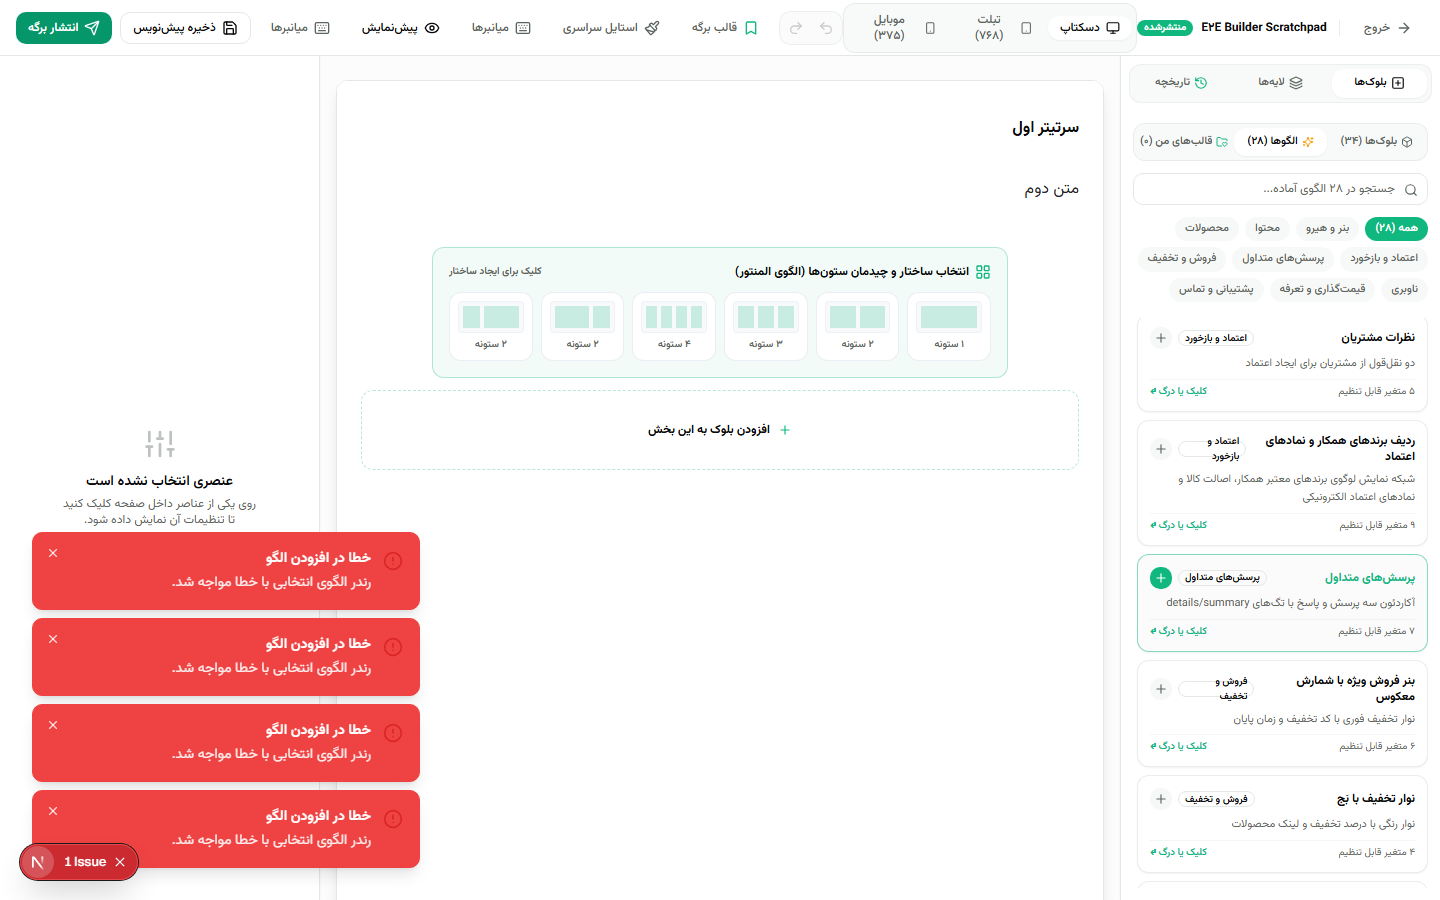 خروج
E۲E Builder Scratchpad
منتشرشده
دسکتاپ
تبلت (۷۶۸)
موبایل (۳۷۵)
قالب برگه
استایل سراسری
میانبرها
پیش‌نمایش
میانبرها
ذخیره پیش‌نویس
انتشار برگه
بلوک‌ها
لایه‌ها
تاریخچه
بلوک‌ها (۳۴)
الگوها (۲۸)
قالب‌های من (۰)
جستجو در ۲۸ الگوی آماده...
همه (۲۸)
بنر و هیرو
محتوا
محصولات
اعتماد و بازخورد
پرسش‌های متداول
فروش و تخفیف
ناوبری
قیمت‌گذاری و تعرفه
پشتیبانی و تماس
نظرات مشتریان
اعتماد و بازخورد
دو نقل‌قول از مشتریان برای ایجاد اعتماد
۵ متغیر قابل تنظیم
کلیک یا درگ
ردیف برندهای همکار و نمادهای اعتماد
اعتماد و بازخورد
شبکه نمایش لوگوی برندهای معتبر همکار، اصالت کالا و
نمادهای اعتماد الکترونیکی
۹ متغیر قابل تنظیم
کلیک یا درگ
پرسش‌های متداول
پرسش‌های متداول
آکاردئون سه پرسش و پاسخ با تگ‌های details/summary
۷ متغیر قابل تنظیم
کلیک یا درگ
بنر فروش ویژه با شمارش معکوس
فروش و تخفیف
نوار تخفیف فوری با کد تخفیف و زمان پایان
۶ متغیر قابل تنظیم
کلیک یا درگ
نوار تخفیف با بَج
فروش و تخفیف
نوار رنگی با درصد تخفیف و لینک محصولات
۴ متغیر قابل تنظیم
کلیک یا درگ
سرتیتر اول
متن دوم
انتخاب ساختار و چیدمان ستون‌ها (الگوی المنتور)
کلیک برای ایجاد ساختار
۱ ستونه
۲ ستونه
۳ ستونه
۴ ستونه
۲ ستونه
۲ ستونه
افزودن بلوک به این بخش
عنصری انتخاب نشده است
روی یکی از عناصر داخل صفحه کلیک کنید
تا تنظیمات آن نمایش داده شود.
خطا در افزودن الگو
رندر الگوی انتخابی با خطا مواجه شد.
خطا در افزودن الگو
رندر الگوی انتخابی با خطا مواجه شد.
خطا در افزودن الگو
رندر الگوی انتخابی با خطا مواجه شد.
خطا در افزودن الگو
رندر الگوی انتخابی با خطا مواجه شد.
N 1 Issue